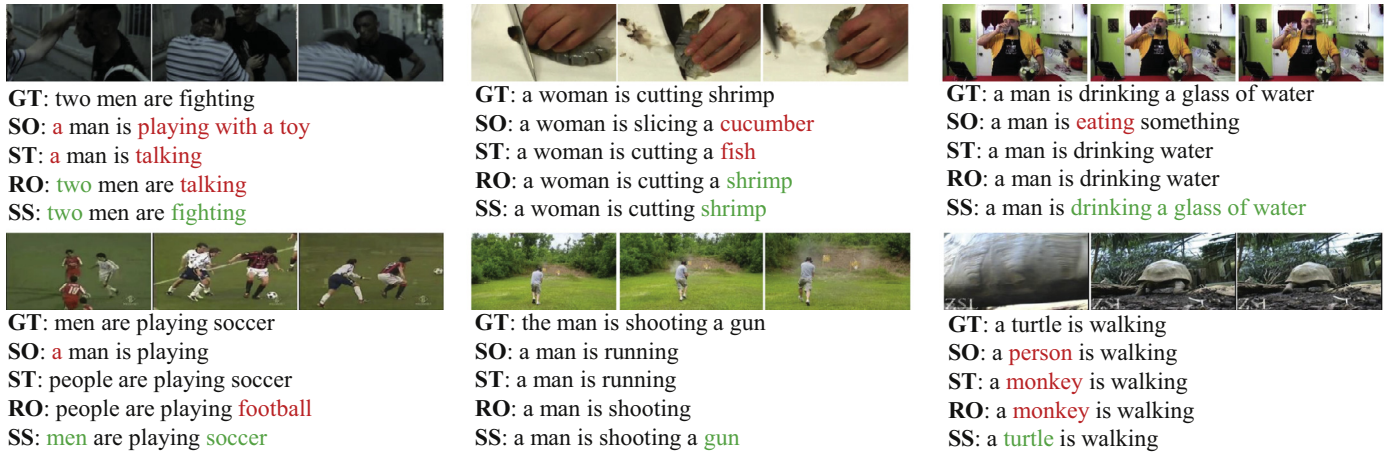 GT: two men are fighting
SO: a man is playing with a toy
ST: a man is talking
RO: two men are talking
SS: two men are fighting
GT: a woman is cutting shrimp
SO: a woman is slicing a cucumber
ST: a woman is cutting a fish
RO: a woman is cutting a shrimp
SS: a woman is cutting shrimp
GT: a man is drinking a glass of water
SO: a man is eating something
ST: a man is drinking water
RO: a man is drinking water
SS: a man is drinking a glass of water
GT: men are playing soccer
SO: a man is playing
ST: people are playing soccer
RO: people are playing football
SS: men are playing soccer
GT: the man is shooting a gun
SO: a man is running
ST: a man is running
RO: a man is shooting
SS: a man is shooting a gun
ZSL
ZSL
ZSL
GT: a turtle is walking
SO: a person is walking
ST: a monkey is walking
RO: a monkey is walking
SS: a turtle is walking